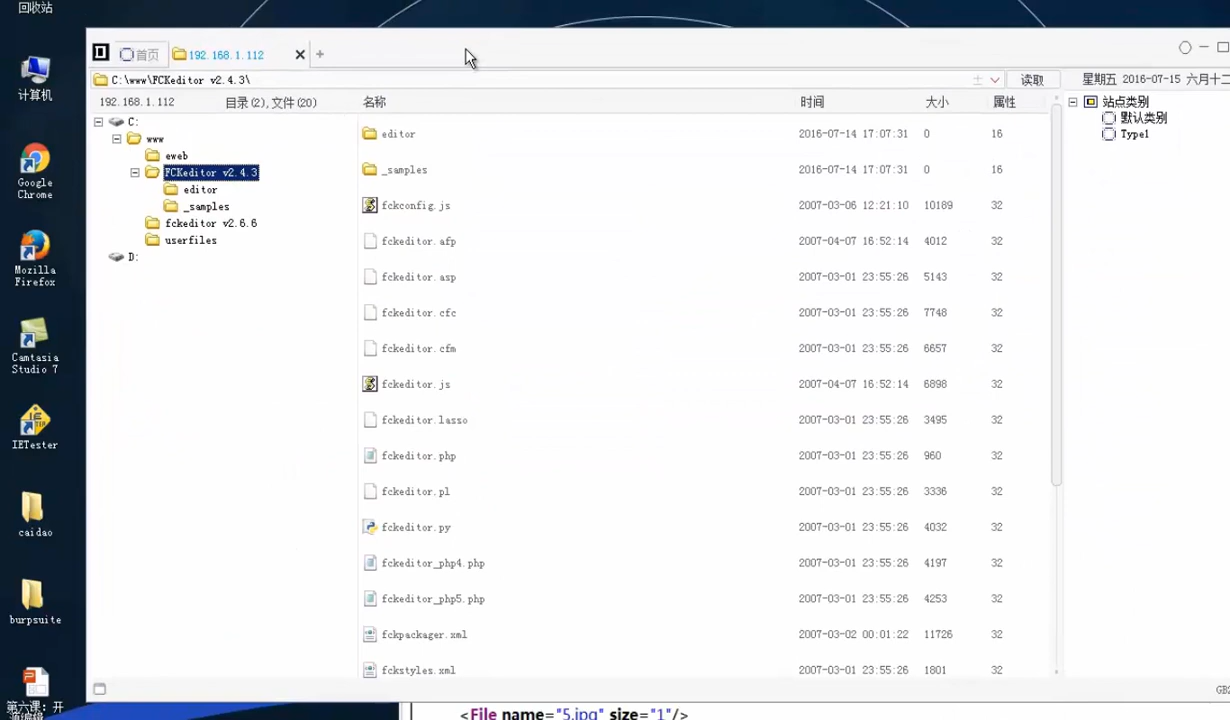 回收站
计算机
Google
Chrome
Mozilla
Firefox
Camtasia
Studio 7
IETester
caidao
burpsuite
第六课：开
首页
192.168.1.112
+
C:\www\FCKeditor v2.4.3\
读取
星期五 2016-07-15 六月十二
192.168.1.112
目录(2),文件(20)
名称 时间 大小 属性
C:
www
eweb
FCKeditor v2.4.3
editor
_samples
fckeditor v2.6.6
userfiles
D:
editor 2016-07-14 17:07:31 0 16
_samples 2016-07-14 17:07:31 0 16
fckconfig.js 2007-03-06 12:21:10 10189 32
fckeditor.afp 2007-04-07 16:52:14 4012 32
fckeditor.asp 2007-03-01 23:55:26 5143 32
fckeditor.cfc 2007-03-01 23:55:26 7748 32
fckeditor.cfm 2007-03-01 23:55:26 6657 32
fckeditor.js 2007-04-07 16:52:14 6898 32
fckeditor.lasso 2007-03-01 23:55:26 3495 32
fckeditor.php 2007-03-01 23:55:26 960 32
fckeditor.pl 2007-03-01 23:55:26 3336 32
fckeditor.py 2007-03-01 23:55:26 4032 32
fckeditor_php4.php 2007-03-01 23:55:26 4197 32
fckeditor_php5.php 2007-03-01 23:55:26 4253 32
fckpackager.xml 2007-03-02 00:01:22 11726 32
fckstyles.xml 2007-03-01 23:55:26 1801 32
站点类别
默认类别
Type1
GB2
<File name="5.jpg" size="1"/>